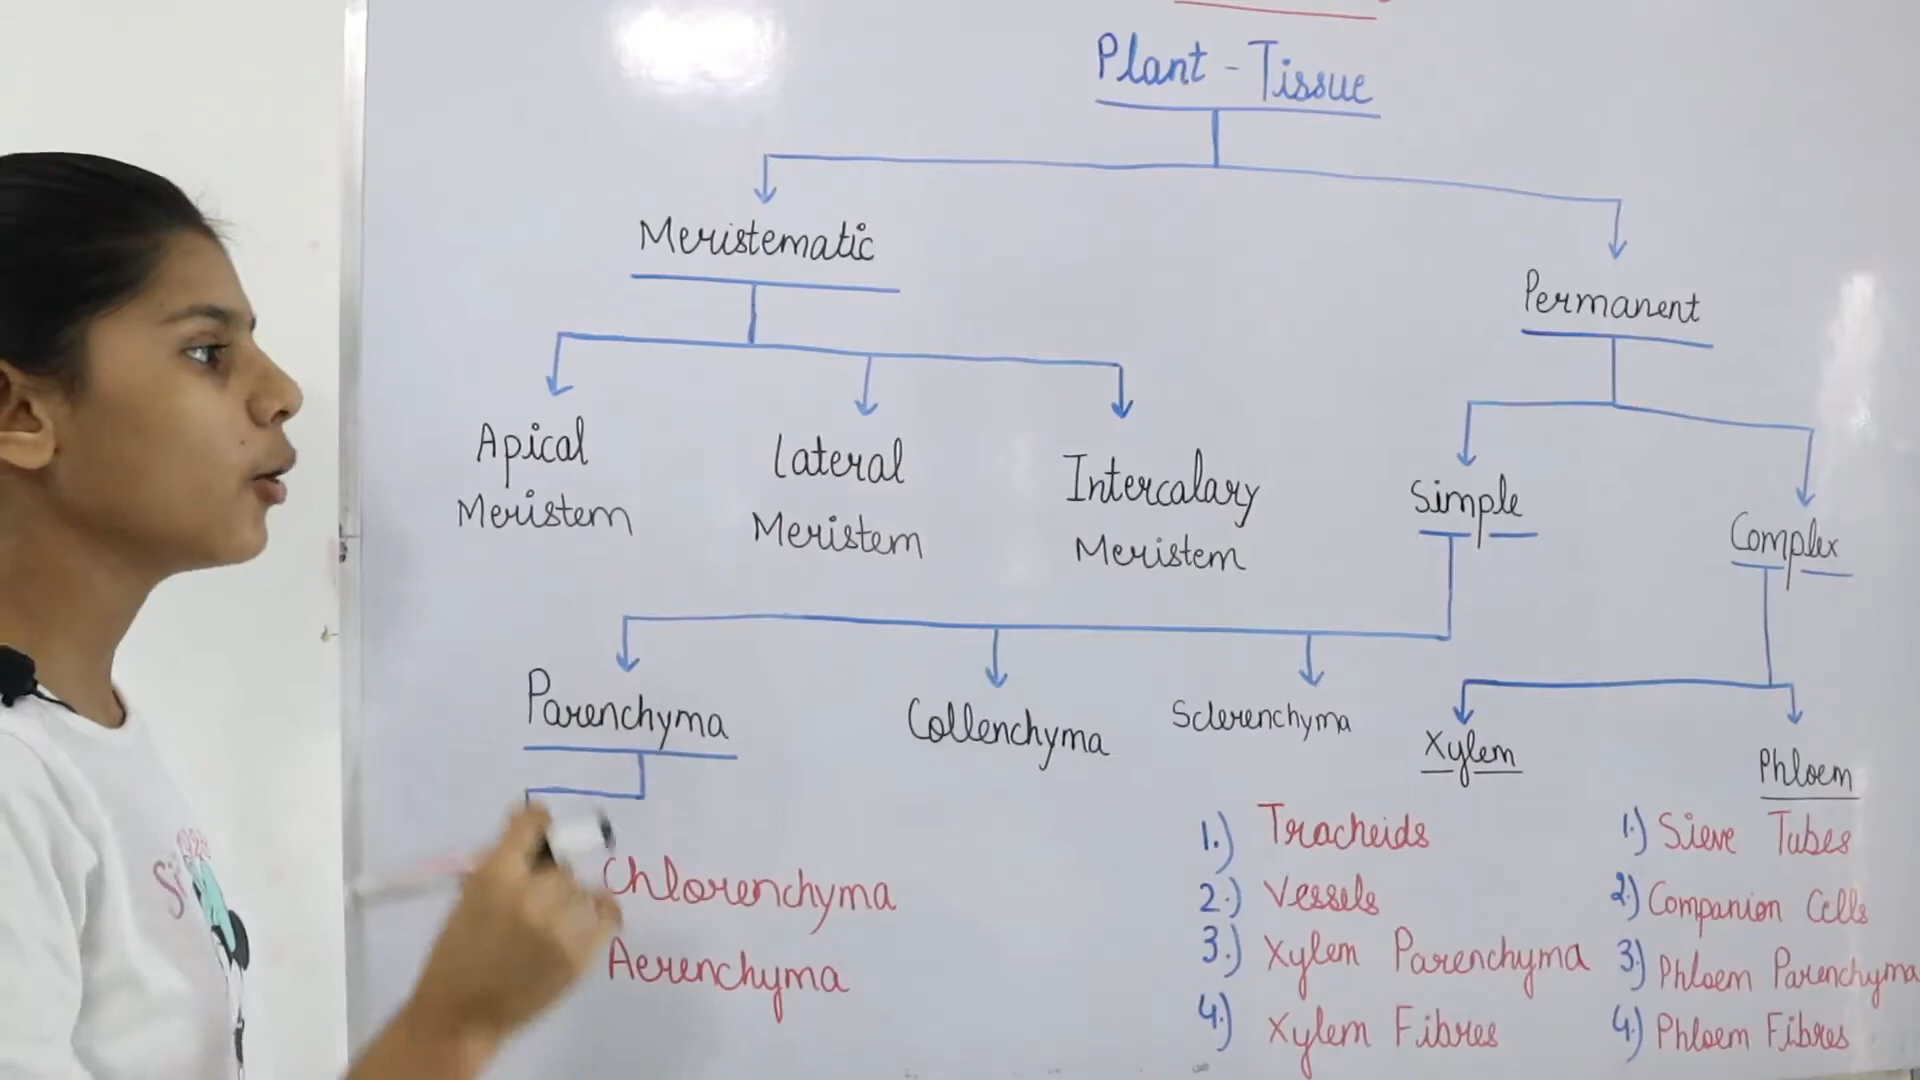 Plant - Tissue
Meristematic
Permanent
Apical
Meristem
Lateral
Meristem
Intercalary
Meristem
Simple
Complex
Parenchyma
Collenchyma
Sclerenchyma
Xylem
Phloem
Chlorenchyma
Aerenchyma
1.) Tracheids
2.) Vessels
3.) Xylem Parenchyma
4.) Xylem Fibres
1.) Sieve Tubes
2.) Companion Cells
3.) Phloem Parenchyma
4.) Phloem Fibres